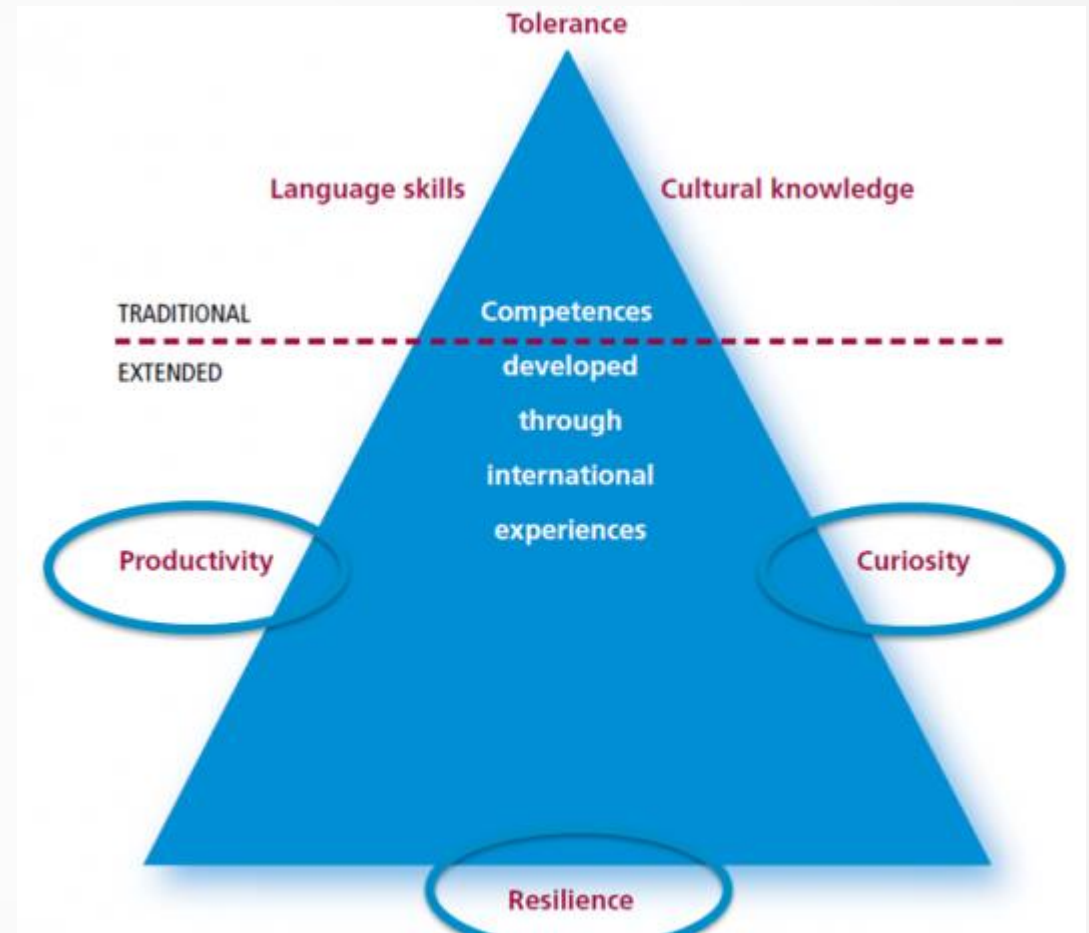 Tolerance
Language skills
Cultural knowledge
TRADITIONAL
Competences
EXTENDED
developed
through
international
experiences
Productivity
Curiosity
Resilience